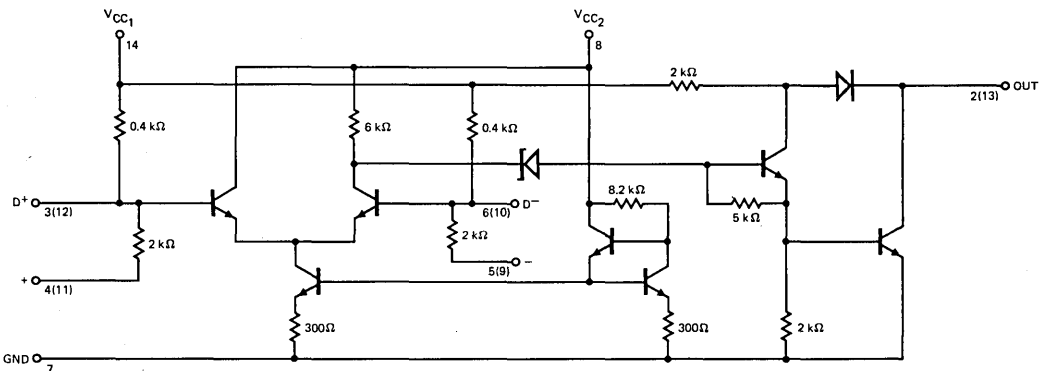 VCC1
14
VCC2
8
2 kΩ
2(13) OUT
0.4 kΩ
6 kΩ
0.4 kΩ
D+
3(12)
6(10) D−
8.2 kΩ
5 kΩ
2 kΩ
2 kΩ
5(9) −
+
4(11)
300Ω
300Ω
2 kΩ
GND
7